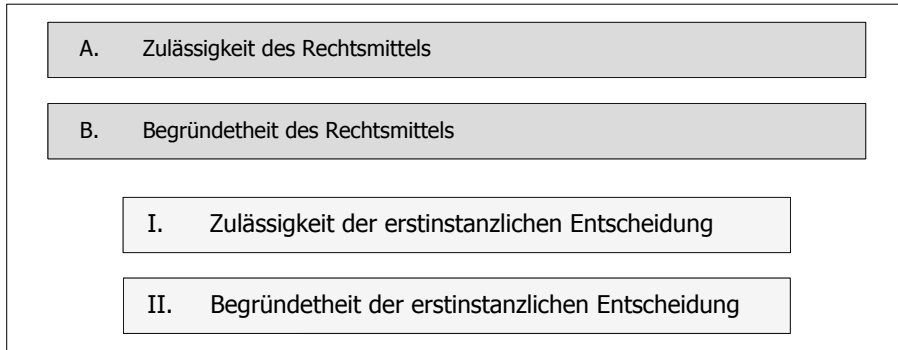 A. Zulässigkeit des Rechtsmittels
B. Begründetheit des Rechtsmittels
I. Zulässigkeit der erstinstanzlichen Entscheidung
II. Begründetheit der erstinstanzlichen Entscheidung